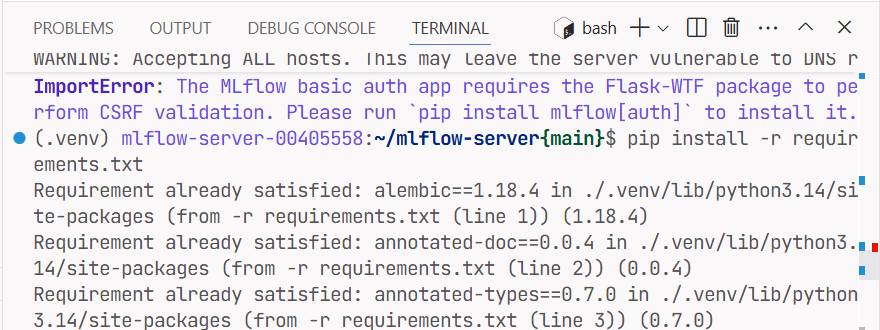 PROBLEMS OUTPUT DEBUG CONSOLE TERMINAL bash
WARNING: Accepting ALL hosts. This may leave the server vulnerable to DNS r
ImportError: The MLflow basic auth app requires the Flask-WTF package to pe
rform CSRF validation. Please run `pip install mlflow[auth]` to install it.
(.venv) mlflow-server-00405558:~/mlflow-server{main}$ pip install -r requir
ements.txt
Requirement already satisfied: alembic==1.18.4 in ./.venv/lib/python3.14/si
te-packages (from -r requirements.txt (line 1)) (1.18.4)
Requirement already satisfied: annotated-doc==0.0.4 in ./.venv/lib/python3.
14/site-packages (from -r requirements.txt (line 2)) (0.0.4)
Requirement already satisfied: annotated-types==0.7.0 in ./.venv/lib/python
3.14/site-packages (from -r requirements.txt (line 3)) (0.7.0)